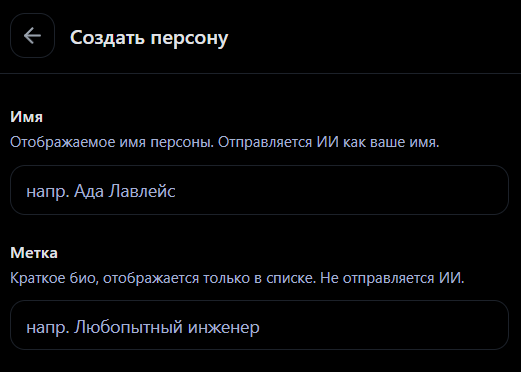 Создать персону
Имя
Отображаемое имя персоны. Отправляется ИИ как ваше имя.
напр. Ада Лавлейс
Метка
Краткое био, отображается только в списке. Не отправляется ИИ.
напр. Любопытный инженер